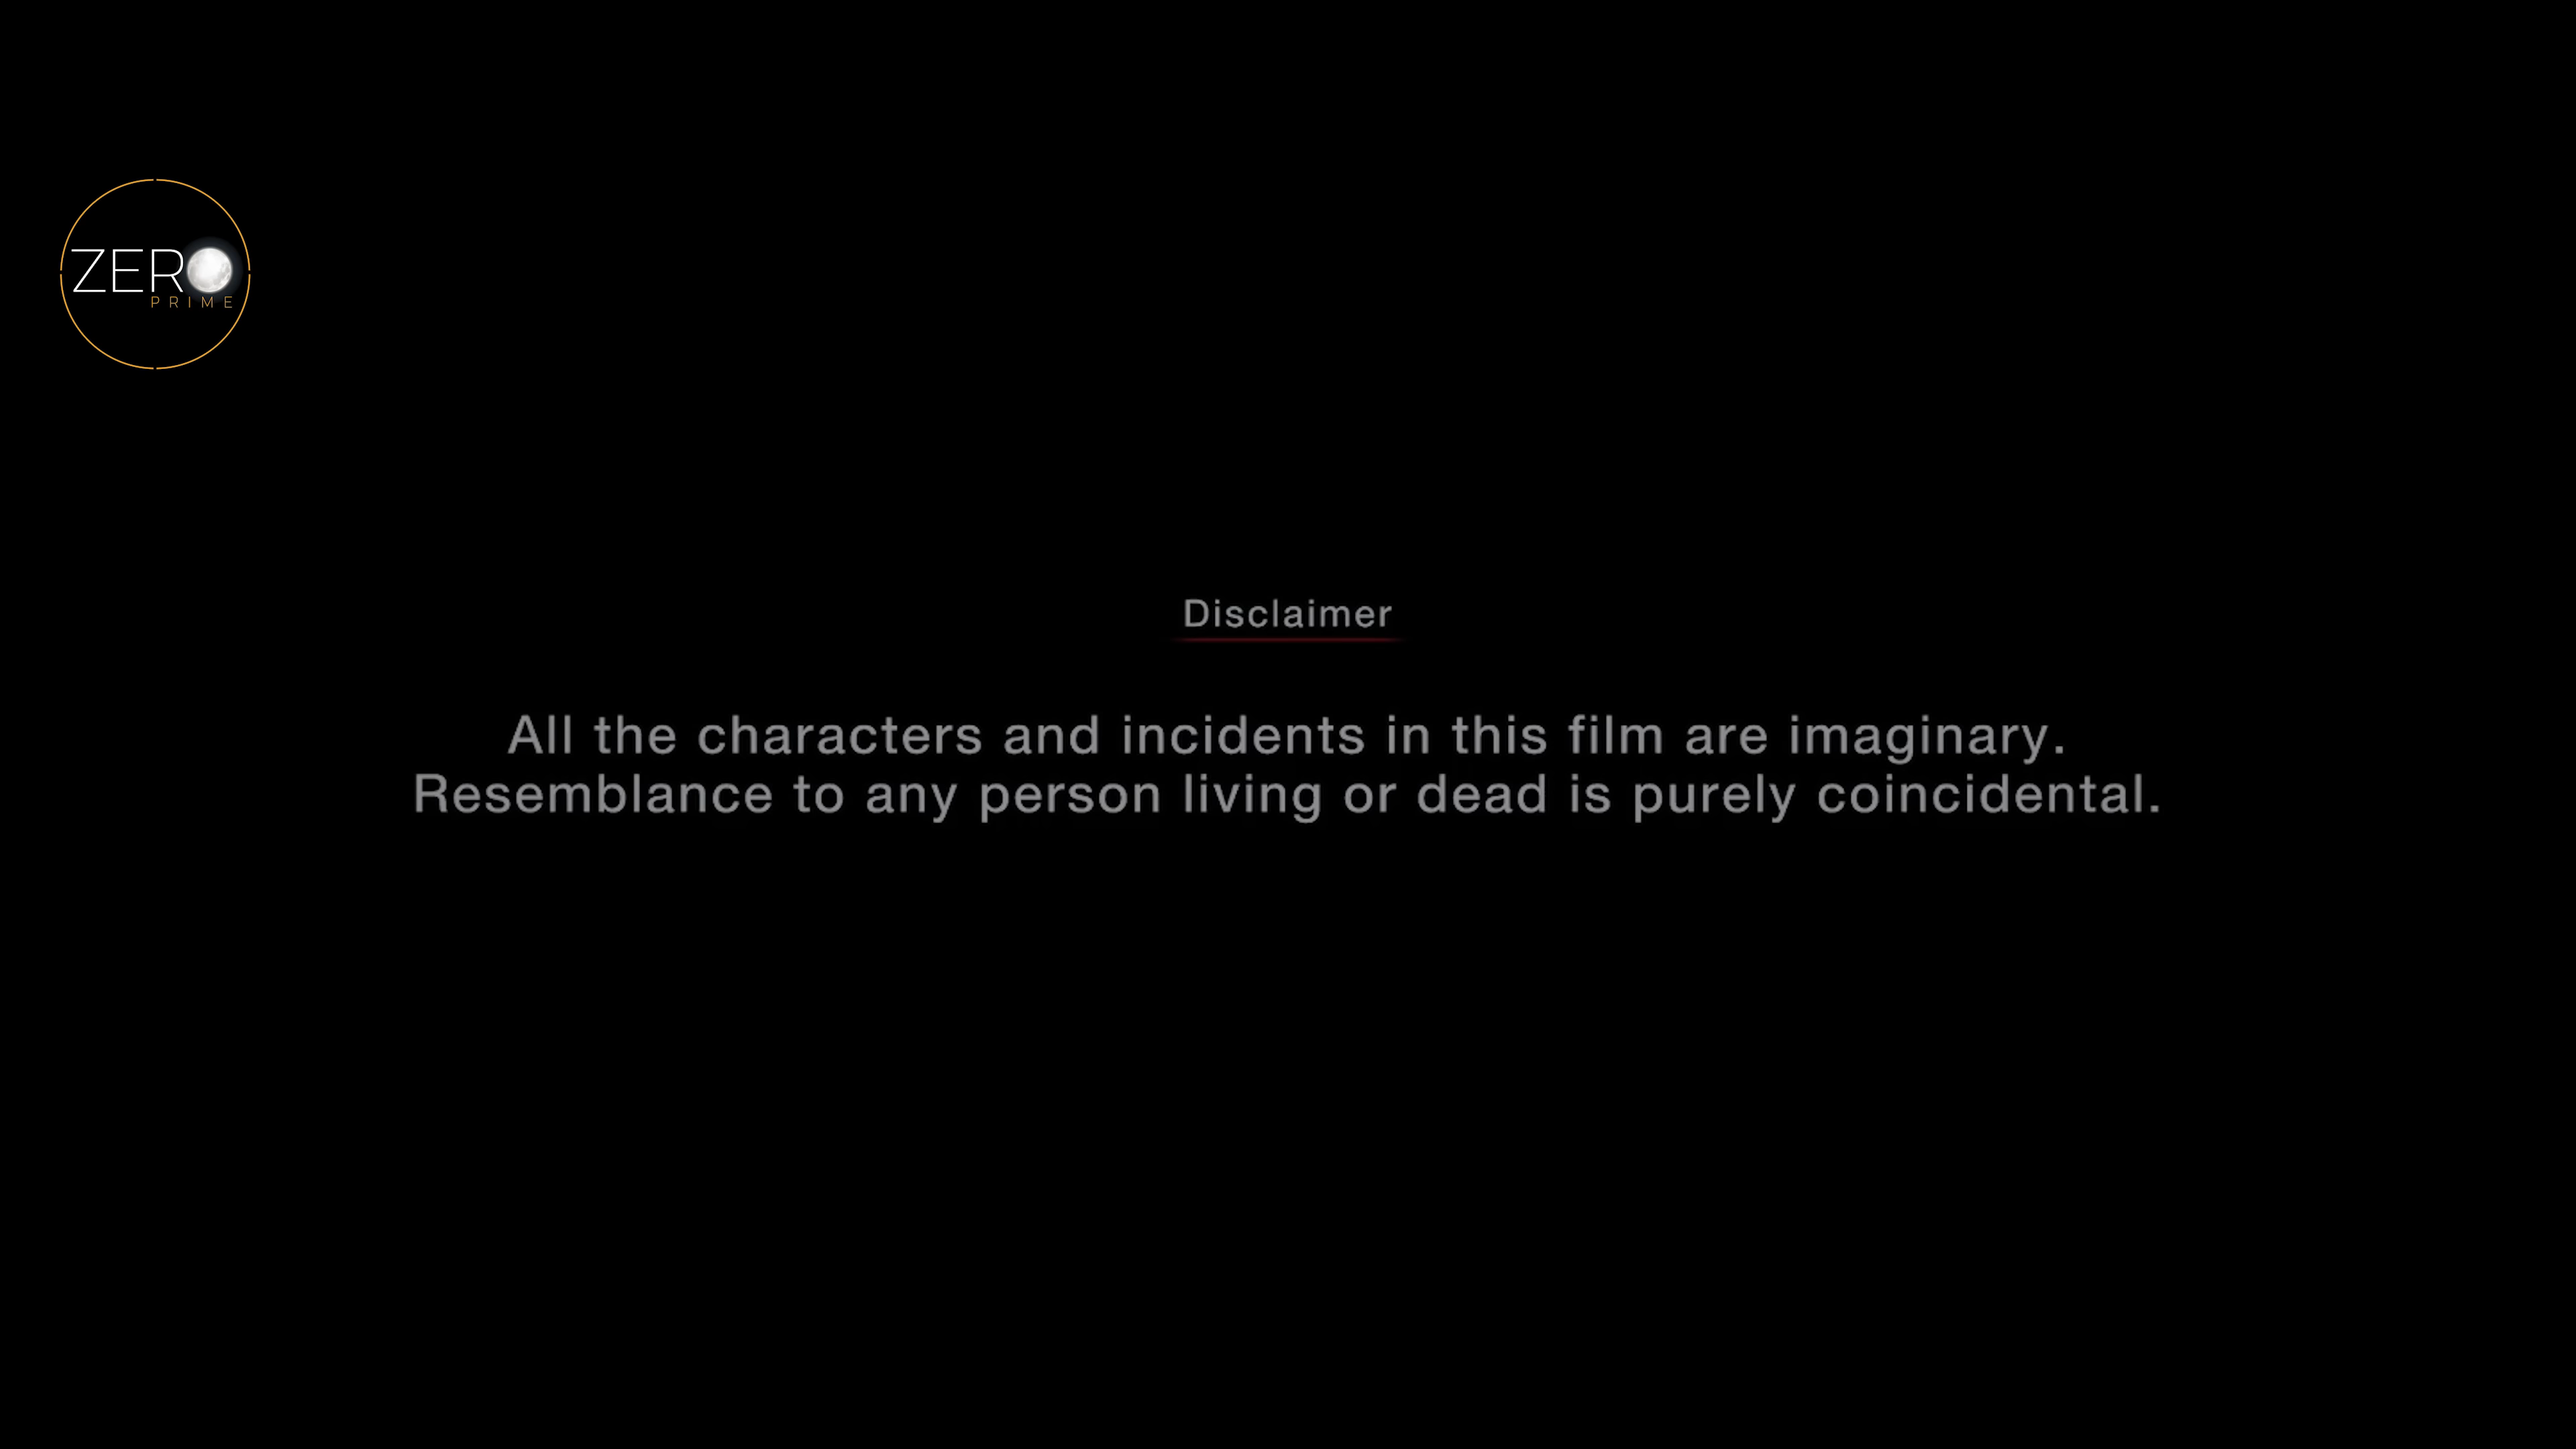 ZERO
PRIME
Disclaimer
All the characters and incidents in this film are imaginary.
Resemblance to any person living or dead is purely coincidental.